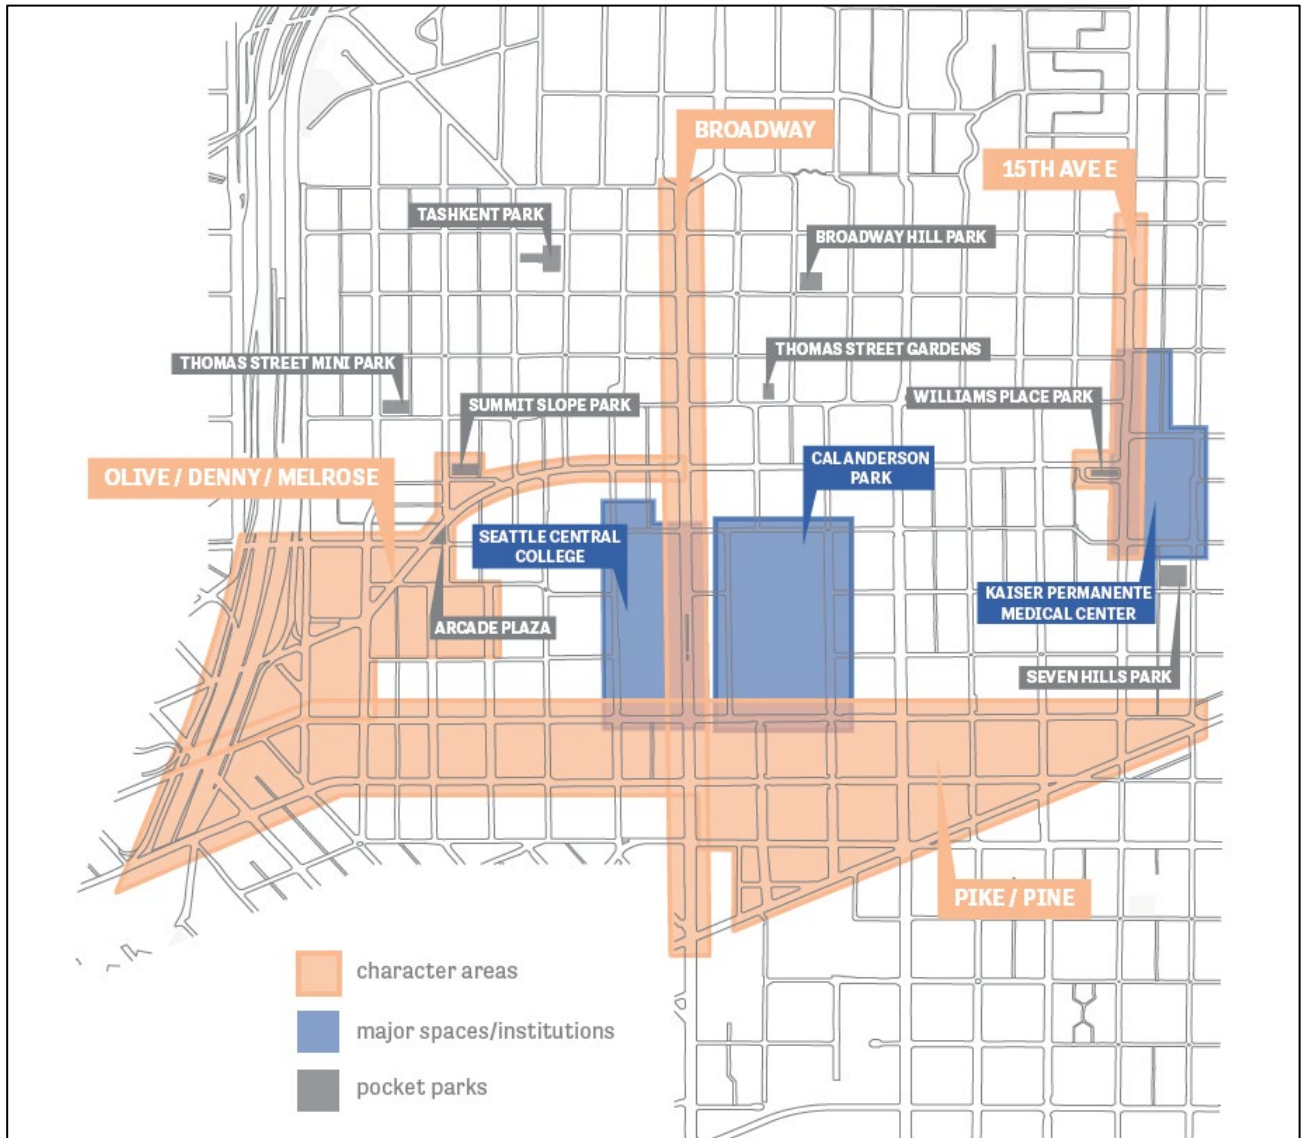 BROADWAY
15TH AVE E
TASHKENT PARK
BROADWAY HILL PARK
THOMAS STREET MINI PARK
THOMAS STREET GARDENS
SUMMIT SLOPE PARK
WILLIAMS PLACE PARK
OLIVE / DENNY / MELROSE
CAL ANDERSON
PARK
SEATTLE CENTRAL
COLLEGE
KAISER PERMANENTE
MEDICAL CENTER
ARCADE PLAZA
SEVEN HILLS PARK
PIKE / PINE
character areas
major spaces/institutions
pocket parks